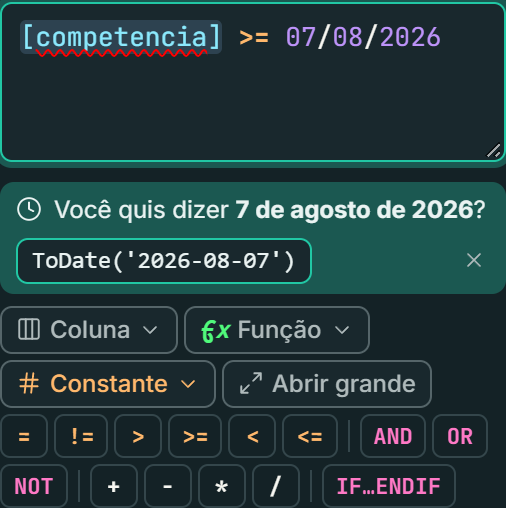 [competencia] >= 07/08/2026
Você quis dizer 7 de agosto de 2026?
ToDate('2026-08-07')
Coluna
ƒx Função
# Constante
Abrir grande
= != > >= < <= AND OR
NOT + - * / IF…ENDIF